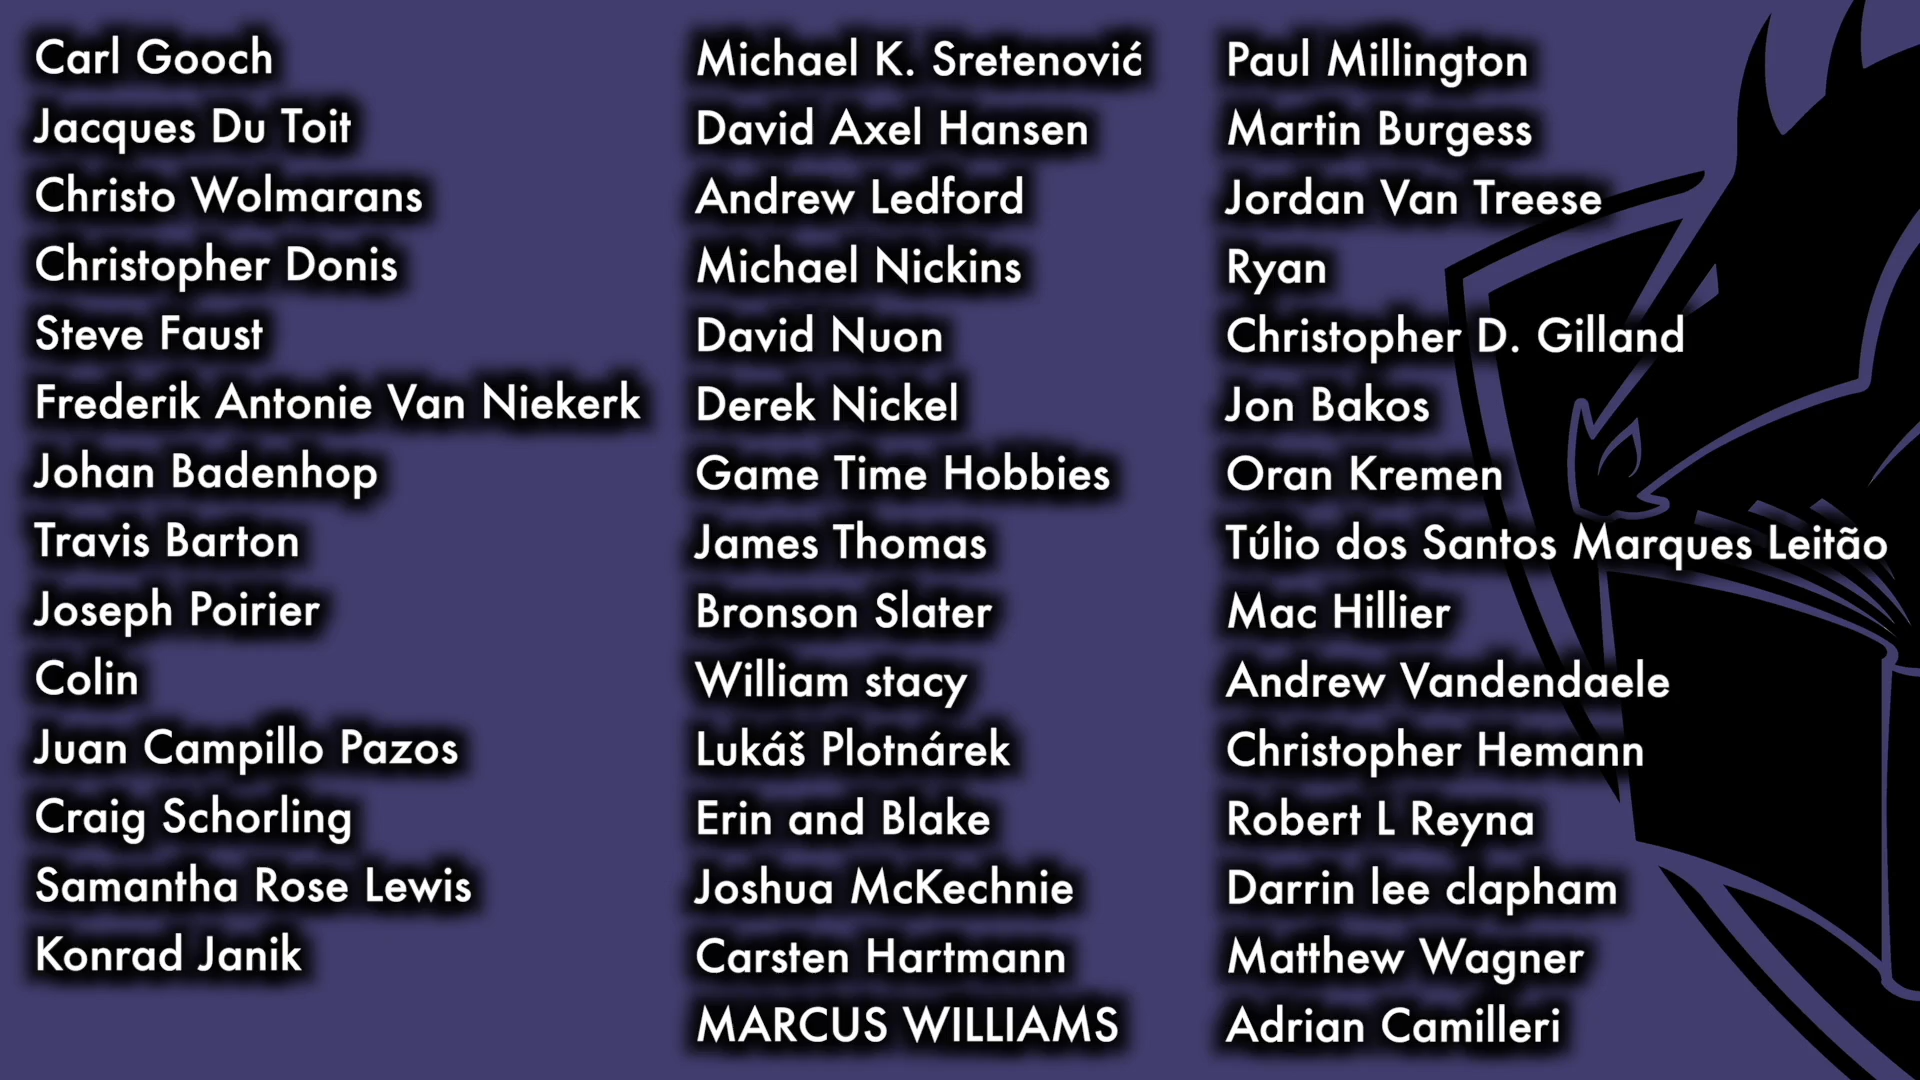 Carl Gooch
Jacques Du Toit
Christo Wolmarans
Christopher Donis
Steve Faust
Frederik Antonie Van Niekerk
Johan Badenhop
Travis Barton
Joseph Poirier
Colin
Juan Campillo Pazos
Craig Schorling
Samantha Rose Lewis
Konrad Janik
Michael K. Sretenović
David Axel Hansen
Andrew Ledford
Michael Nickins
David Nuon
Derek Nickel
Game Time Hobbies
James Thomas
Bronson Slater
William stacy
Lukáš Plotnárek
Erin and Blake
Joshua McKechnie
Carsten Hartmann
MARCUS WILLIAMS
Paul Millington
Martin Burgess
Jordan Van Treese
Ryan
Christopher D. Gilland
Jon Bakos
Oran Kremen
Túlio dos Santos Marques Leitão
Mac Hillier
Andrew Vandendaele
Christopher Hemann
Robert L Reyna
Darrin lee clapham
Matthew Wagner
Adrian Camilleri